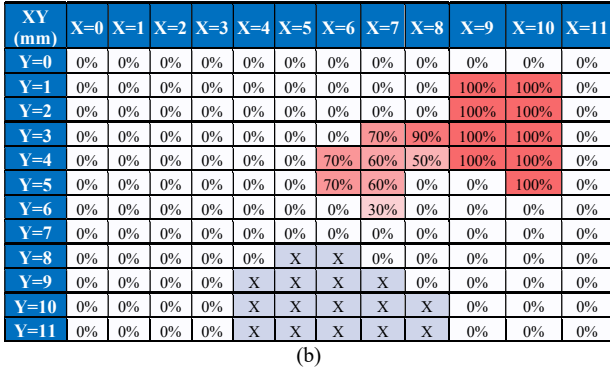 XY (mm) X=0 X=1 X=2 X=3 X=4 X=5 X=6 X=7 X=8 X=9 X=10 X=11
Y=0 0% 0% 0% 0% 0% 0% 0% 0% 0% 0% 0% 0%
Y=1 0% 0% 0% 0% 0% 0% 0% 0% 0% 100% 100% 0%
Y=2 0% 0% 0% 0% 0% 0% 0% 0% 0% 100% 100% 0%
Y=3 0% 0% 0% 0% 0% 0% 0% 70% 90% 100% 100% 0%
Y=4 0% 0% 0% 0% 0% 0% 70% 60% 50% 100% 100% 0%
Y=5 0% 0% 0% 0% 0% 0% 70% 60% 0% 0% 100% 0%
Y=6 0% 0% 0% 0% 0% 0% 0% 30% 0% 0% 0% 0%
Y=7 0% 0% 0% 0% 0% 0% 0% 0% 0% 0% 0% 0%
Y=8 0% 0% 0% 0% 0% X X 0% 0% 0% 0% 0%
Y=9 0% 0% 0% 0% X X X X 0% 0% 0% 0%
Y=10 0% 0% 0% 0% X X X X X 0% 0% 0%
Y=11 0% 0% 0% 0% X X X X X 0% 0% 0%
(b)